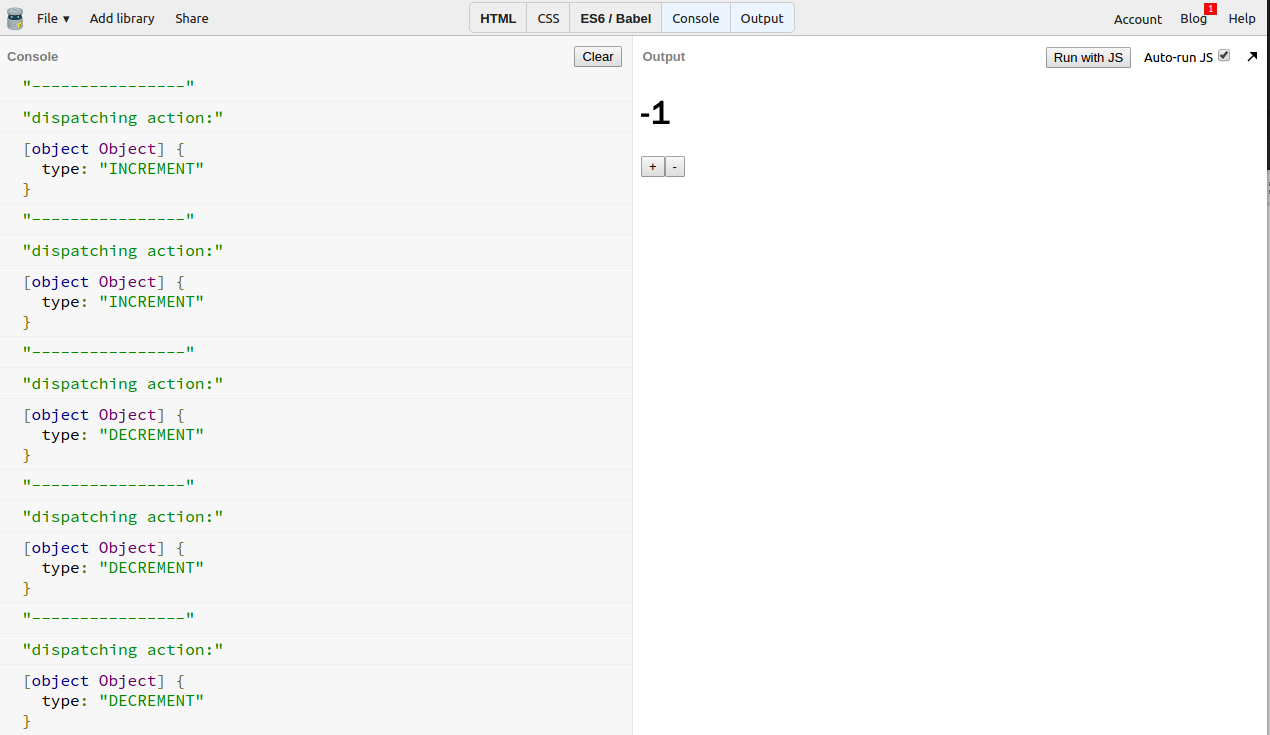 File ▾ Add library Share HTML CSS ES6 / Babel Console Output Account Blog 1 Help
Console Clear
"----------------"
"dispatching action:"
[object Object] {
  type: "INCREMENT"
}
"----------------"
"dispatching action:"
[object Object] {
  type: "INCREMENT"
}
"----------------"
"dispatching action:"
[object Object] {
  type: "DECREMENT"
}
"----------------"
"dispatching action:"
[object Object] {
  type: "DECREMENT"
}
"----------------"
"dispatching action:"
[object Object] {
  type: "DECREMENT"
}
Output Run with JS Auto-run JS
-1
+ -